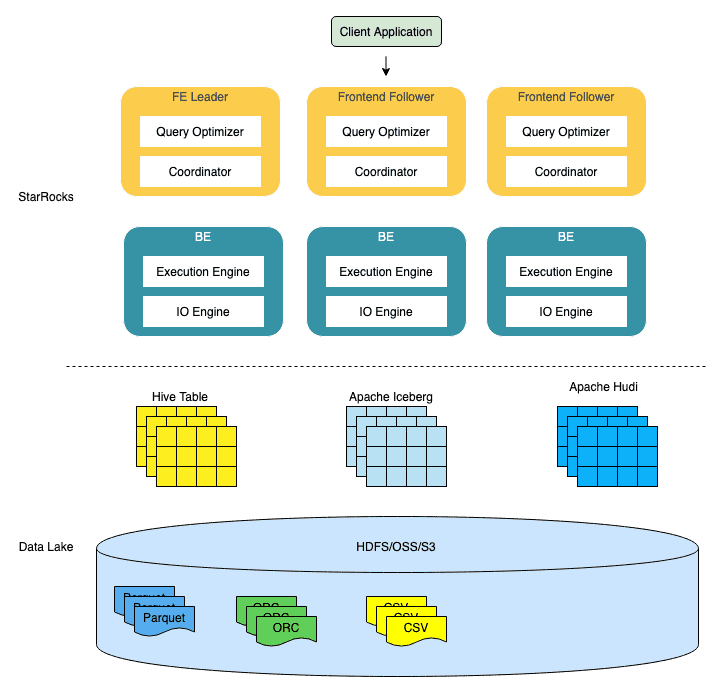 Client Application
FE Leader
Frontend Follower
Frontend Follower
Query Optimizer
Query Optimizer
Query Optimizer
Coordinator
Coordinator
Coordinator
StarRocks
BE
BE
BE
Execution Engine
Execution Engine
Execution Engine
IO Engine
IO Engine
IO Engine
Hive Table
Apache Iceberg
Apache Hudi
Data Lake
HDFS/OSS/S3
Parquet
Parquet
Parquet
ORC
ORC
ORC
CSV
CSV
CSV